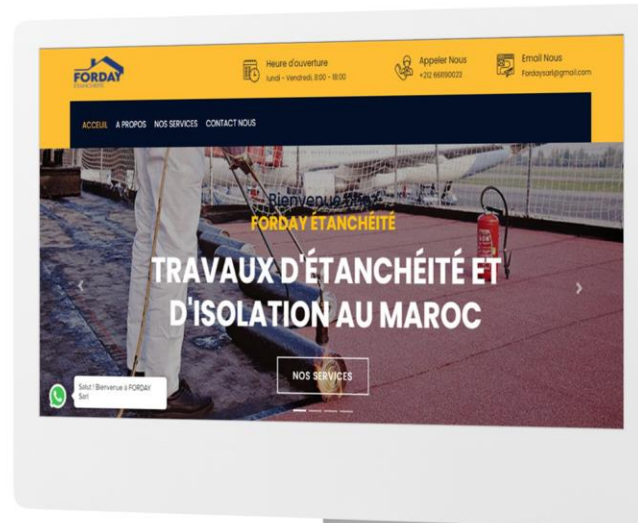 FORDAY
ÉTANCHÉITÉ
Heure d'ouverture
lundi - Vendredi, 8:00 - 18:00
Appeler Nous
+212 661190023
Email Nous
Fordaysarl@gmail.com
ACCEUIL A PROPOS NOS SERVICES CONTACT NOUS
Bienvenue chez
FORDAY ÉTANCHÉITÉ
TRAVAUX D'ÉTANCHÉITÉ ET
D'ISOLATION AU MAROC
NOS SERVICES
Salut ! Bienvenue à FORDAY
Sarl